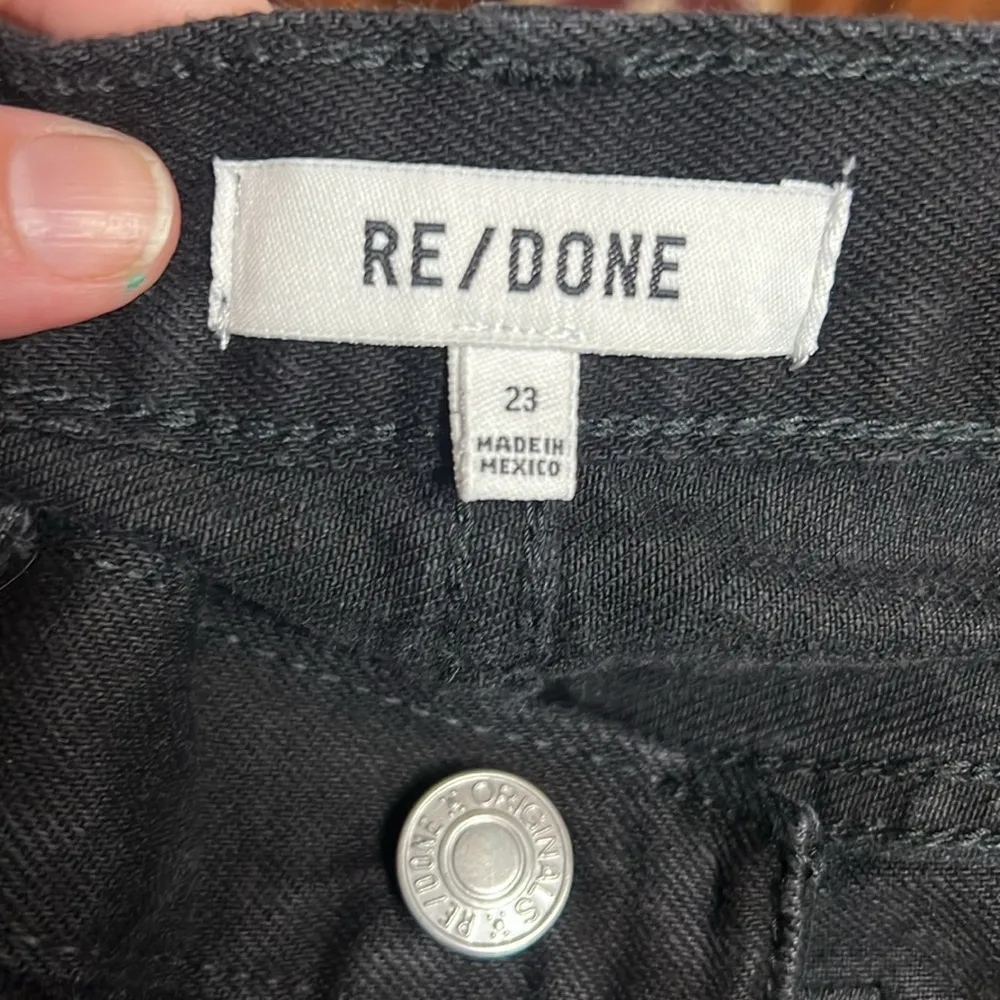 RE/DONE
23
MADE IN
MEXICO
RE/DONE ORIGINALS